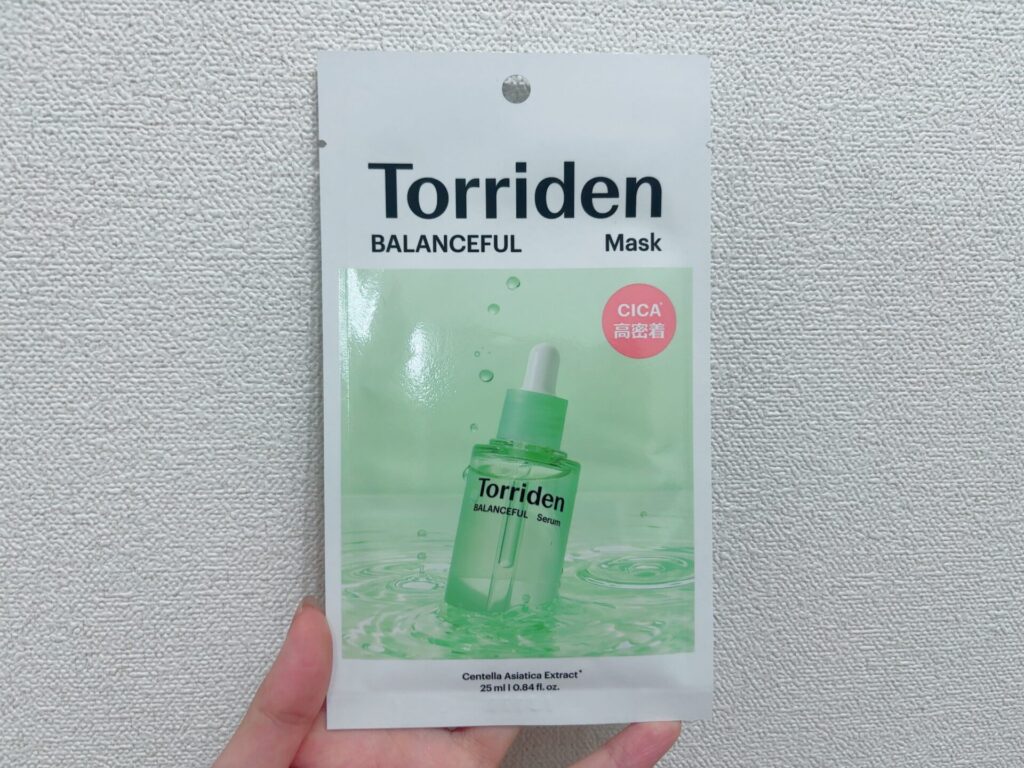 Torriden
BALANCEFUL Mask
CICA*
高密着
Torriden
BALANCEFUL Serum
Centella Asiatica Extract*
25 ml | 0.84 fl. oz.